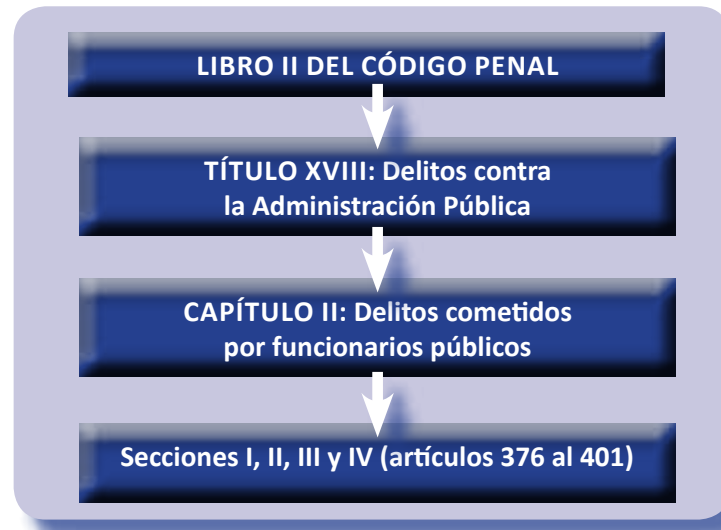 LIBRO II DEL CÓDIGO PENAL
TÍTULO XVIII: Delitos contra
la Administración Pública
CAPÍTULO II: Delitos cometidos
por funcionarios públicos
Secciones I, II, III y IV (artículos 376 al 401)